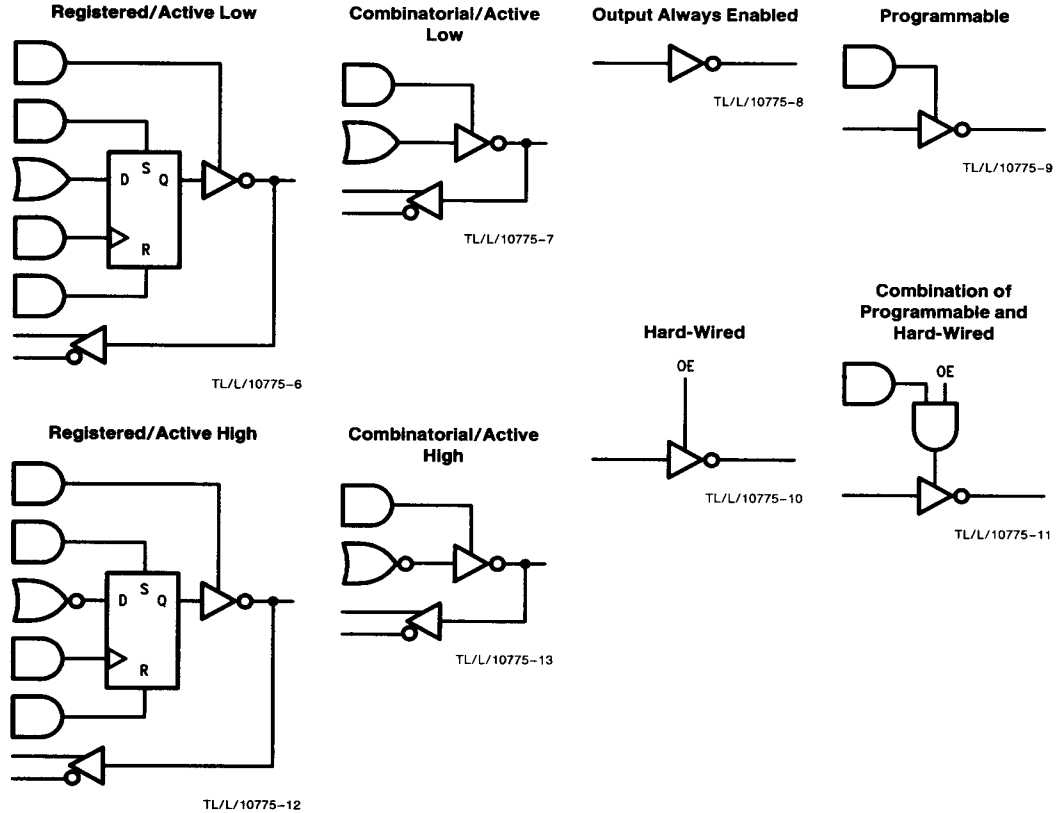 Registered/Active Low
D
S
Q
R
TL/L/10775-6
Combinatorial/Active
Low
TL/L/10775-7
Output Always Enabled
TL/L/10775-8
Programmable
TL/L/10775-9
Hard-Wired
OE
TL/L/10775-10
Combination of
Programmable and
Hard-Wired
OE
TL/L/10775-11
Registered/Active High
D
S
Q
R
TL/L/10775-12
Combinatorial/Active
High
TL/L/10775-13